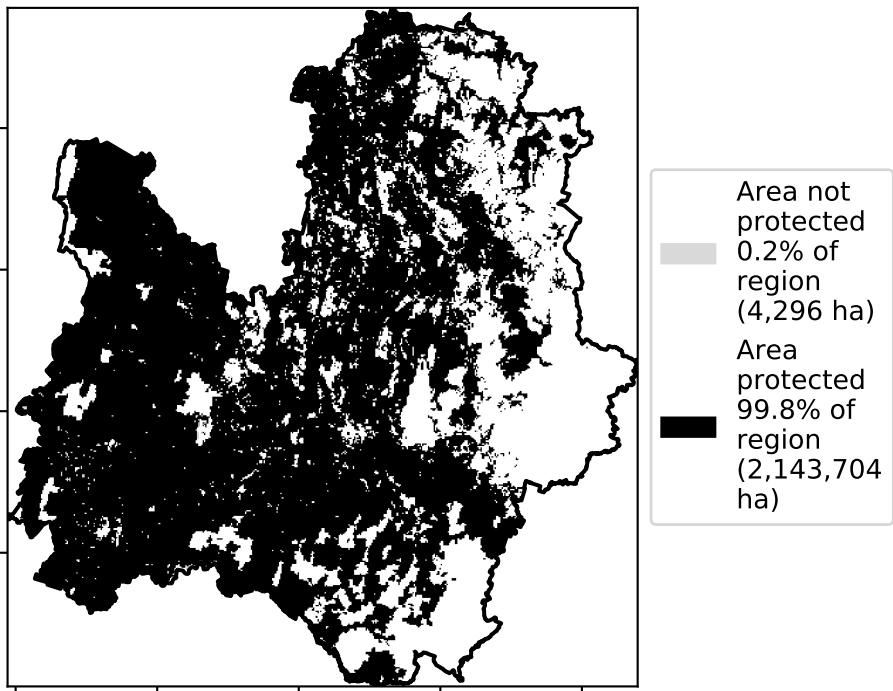 Area not
protected
0.2% of
region
(4,296 ha)
Area
protected
99.8% of
region
(2,143,704
ha)